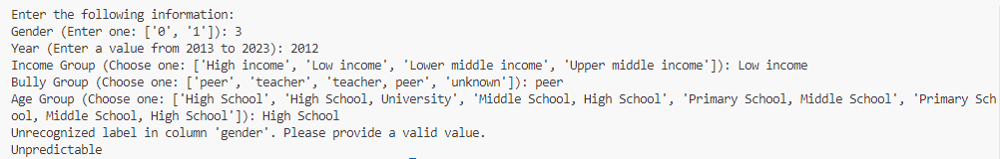 Enter the following information:
Gender (Enter one: ['0', '1']): 3
Year (Enter a value from 2013 to 2023): 2012
Income Group (Choose one: ['High income', 'Low income', 'Lower middle income', 'Upper middle income']): Low income
Bully Group (Choose one: ['peer', 'teacher', 'teacher, peer', 'unknown']): peer
Age Group (Choose one: ['High School', 'High School, University', 'Middle School, High School', 'Primary School, Middle School', 'Primary Sch
ool, Middle School, High School']): High School
Unrecognized label in column 'gender'. Please provide a valid value.
Unpredictable